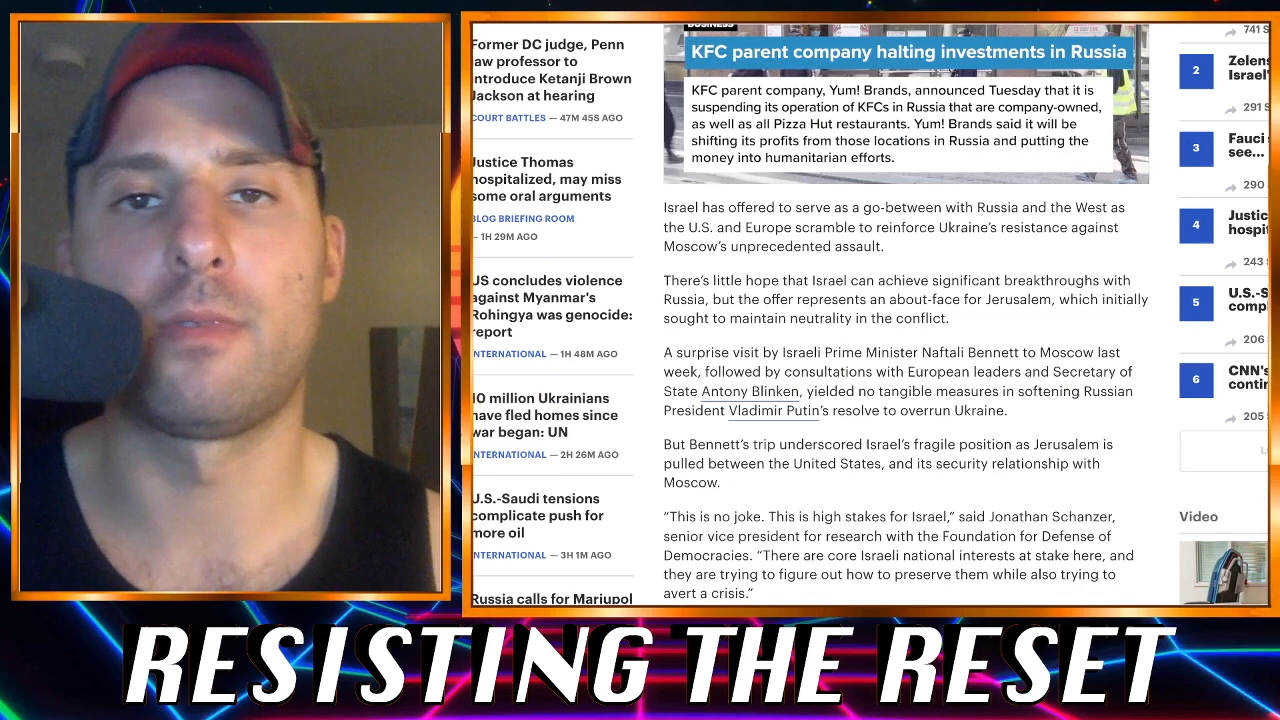 Former DC judge, Penn
law professor to
introduce Ketanji Brown
Jackson at hearing
COURT BATTLES — 47M 45S AGO
Justice Thomas
hospitalized, may miss
some oral arguments
BLOG BRIEFING ROOM
— 1H 29M AGO
US concludes violence
against Myanmar's
Rohingya was genocide:
report
INTERNATIONAL — 1H 48M AGO
10 million Ukrainians
have fled homes since
war began: UN
INTERNATIONAL — 2H 26M AGO
U.S.-Saudi tensions
complicate push for
more oil
INTERNATIONAL — 3H 1M AGO
Russia calls for Mariupol
BUSINESS
KFC parent company halting investments in Russia
KFC parent company, Yum! Brands, announced Tuesday that it is
suspending its operation of KFCs in Russia that are company-owned,
as well as all Pizza Hut restaurants. Yum! Brands said it will be
shifting its profits from those locations in Russia and putting the
money into humanitarian efforts.
Israel has offered to serve as a go-between with Russia and the West as
the U.S. and Europe scramble to reinforce Ukraine's resistance against
Moscow's unprecedented assault.
There's little hope that Israel can achieve significant breakthroughs with
Russia, but the offer represents an about-face for Jerusalem, which initially
sought to maintain neutrality in the conflict.
A surprise visit by Israeli Prime Minister Naftali Bennett to Moscow last
week, followed by consultations with European leaders and Secretary of
State Antony Blinken, yielded no tangible measures in softening Russian
President Vladimir Putin's resolve to overrun Ukraine.
But Bennett's trip underscored Israel's fragile position as Jerusalem is
pulled between the United States, and its security relationship with
Moscow.
“This is no joke. This is high stakes for Israel,” said Jonathan Schanzer,
senior vice president for research with the Foundation for Defense of
Democracies. “There are core Israeli national interests at stake here, and
they are trying to figure out how to preserve them while also trying to
avert a crisis.”
741 S
2 Zelens
Israel'
291 S
3 Fauci
see...
290
4 Justic
hospit
243
5 U.S.-S
comp
206
6 CNN's
contin
205
Video
RESISTING THE RESET